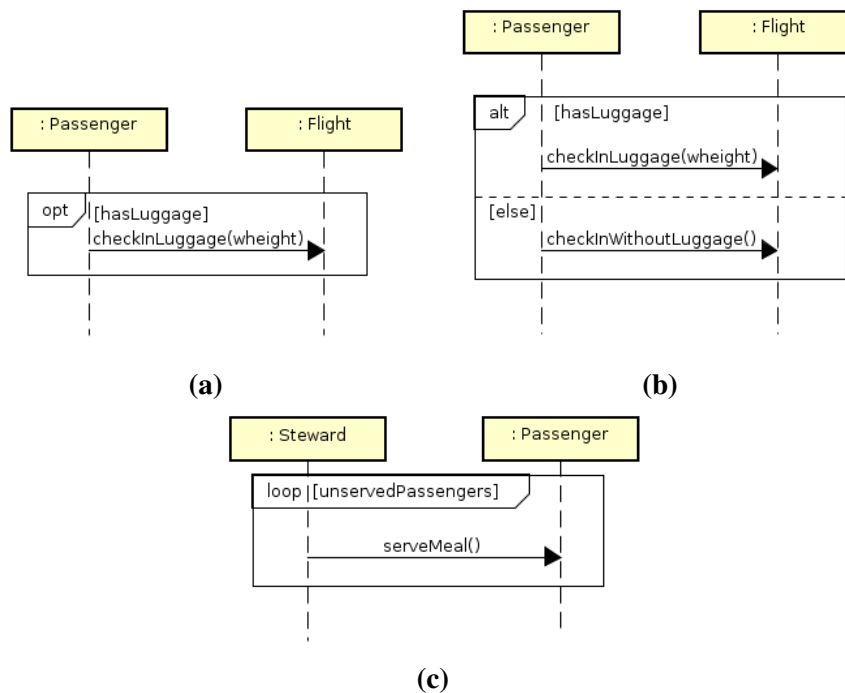 : Passenger
: Flight
opt
[hasLuggage]
checkInLuggage(wheight)
(a)
: Passenger
: Flight
alt
[hasLuggage]
checkInLuggage(wheight)
[else]
checkInWithoutLuggage()
(b)
: Steward
: Passenger
loop [unservedPassengers]
serveMeal()
(c)